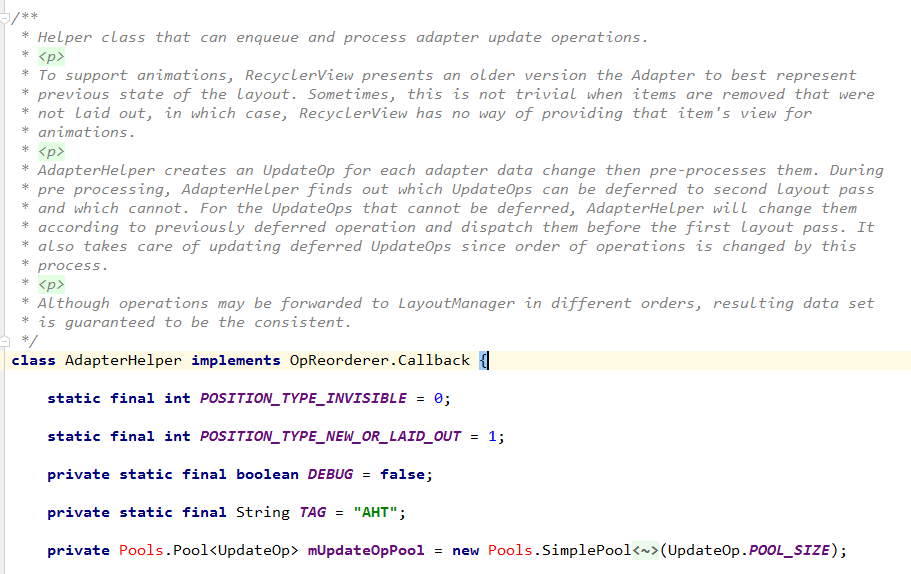 /**
 * Helper class that can enqueue and process adapter update operations.
 * <p>
 * To support animations, RecyclerView presents an older version the Adapter to best represent
 * previous state of the layout. Sometimes, this is not trivial when items are removed that were
 * not laid out, in which case, RecyclerView has no way of providing that item's view for
 * animations.
 * <p>
 * AdapterHelper creates an UpdateOp for each adapter data change then pre-processes them. During
 * pre processing, AdapterHelper finds out which UpdateOps can be deferred to second layout pass
 * and which cannot. For the UpdateOps that cannot be deferred, AdapterHelper will change them
 * according to previously deferred operation and dispatch them before the first layout pass. It
 * also takes care of updating deferred UpdateOps since order of operations is changed by this
 * process.
 * <p>
 * Although operations may be forwarded to LayoutManager in different orders, resulting data set
 * is guaranteed to be the consistent.
 */
class AdapterHelper implements OpReorderer.Callback {
    static final int POSITION_TYPE_INVISIBLE = 0;
    static final int POSITION_TYPE_NEW_OR_LAID_OUT = 1;
    private static final boolean DEBUG = false;
    private static final String TAG = "AHT";
    private Pools.Pool<UpdateOp> mUpdateOpPool = new Pools.SimplePool<~>(UpdateOp.POOL_SIZE);